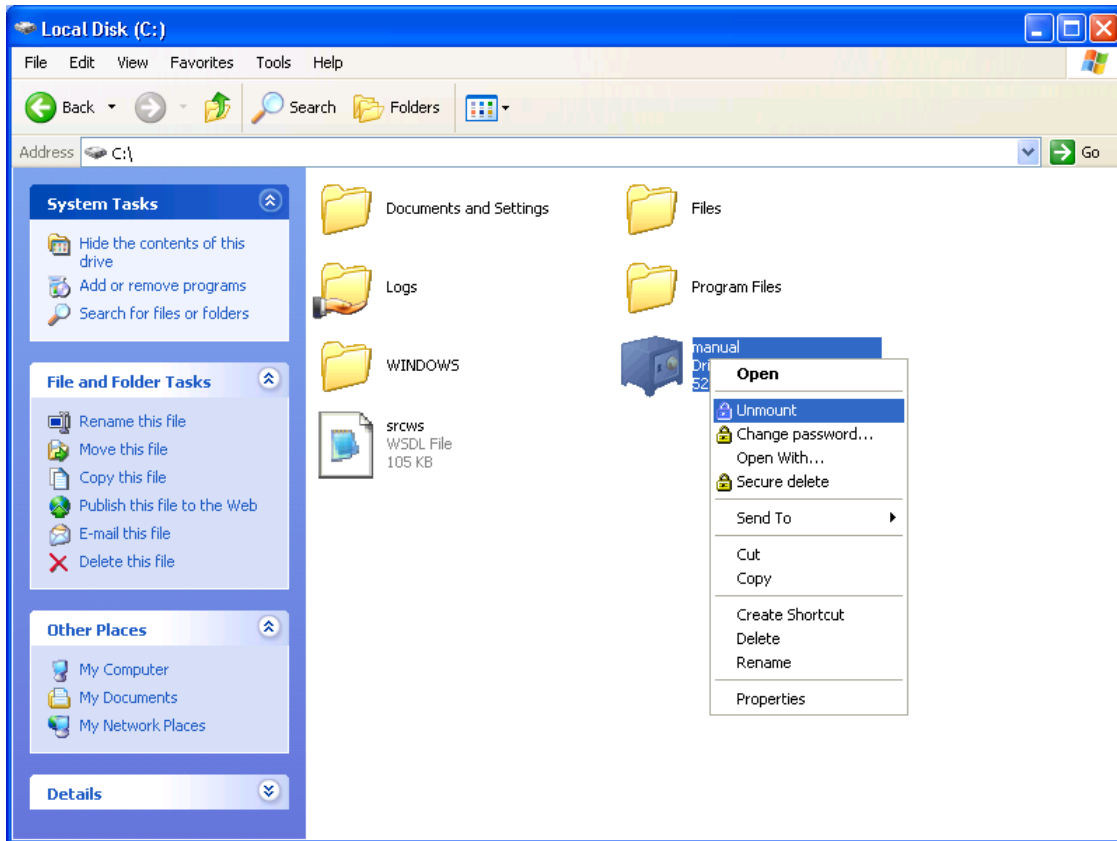 Local Disk (C:)
File Edit View Favorites Tools Help
Back Search Folders
Address C:\ Go
System Tasks
Hide the contents of this
drive
Add or remove programs
Search for files or folders
File and Folder Tasks
Rename this file
Move this file
Copy this file
Publish this file to the Web
E-mail this file
Delete this file
Other Places
My Computer
My Documents
My Network Places
Details
Documents and Settings
Files
Logs
Program Files
WINDOWS
manual
Dri
52
srcws
WSDL File
105 KB
Open
Unmount
Change password...
Open With...
Secure delete
Send To
Cut
Copy
Create Shortcut
Delete
Rename
Properties